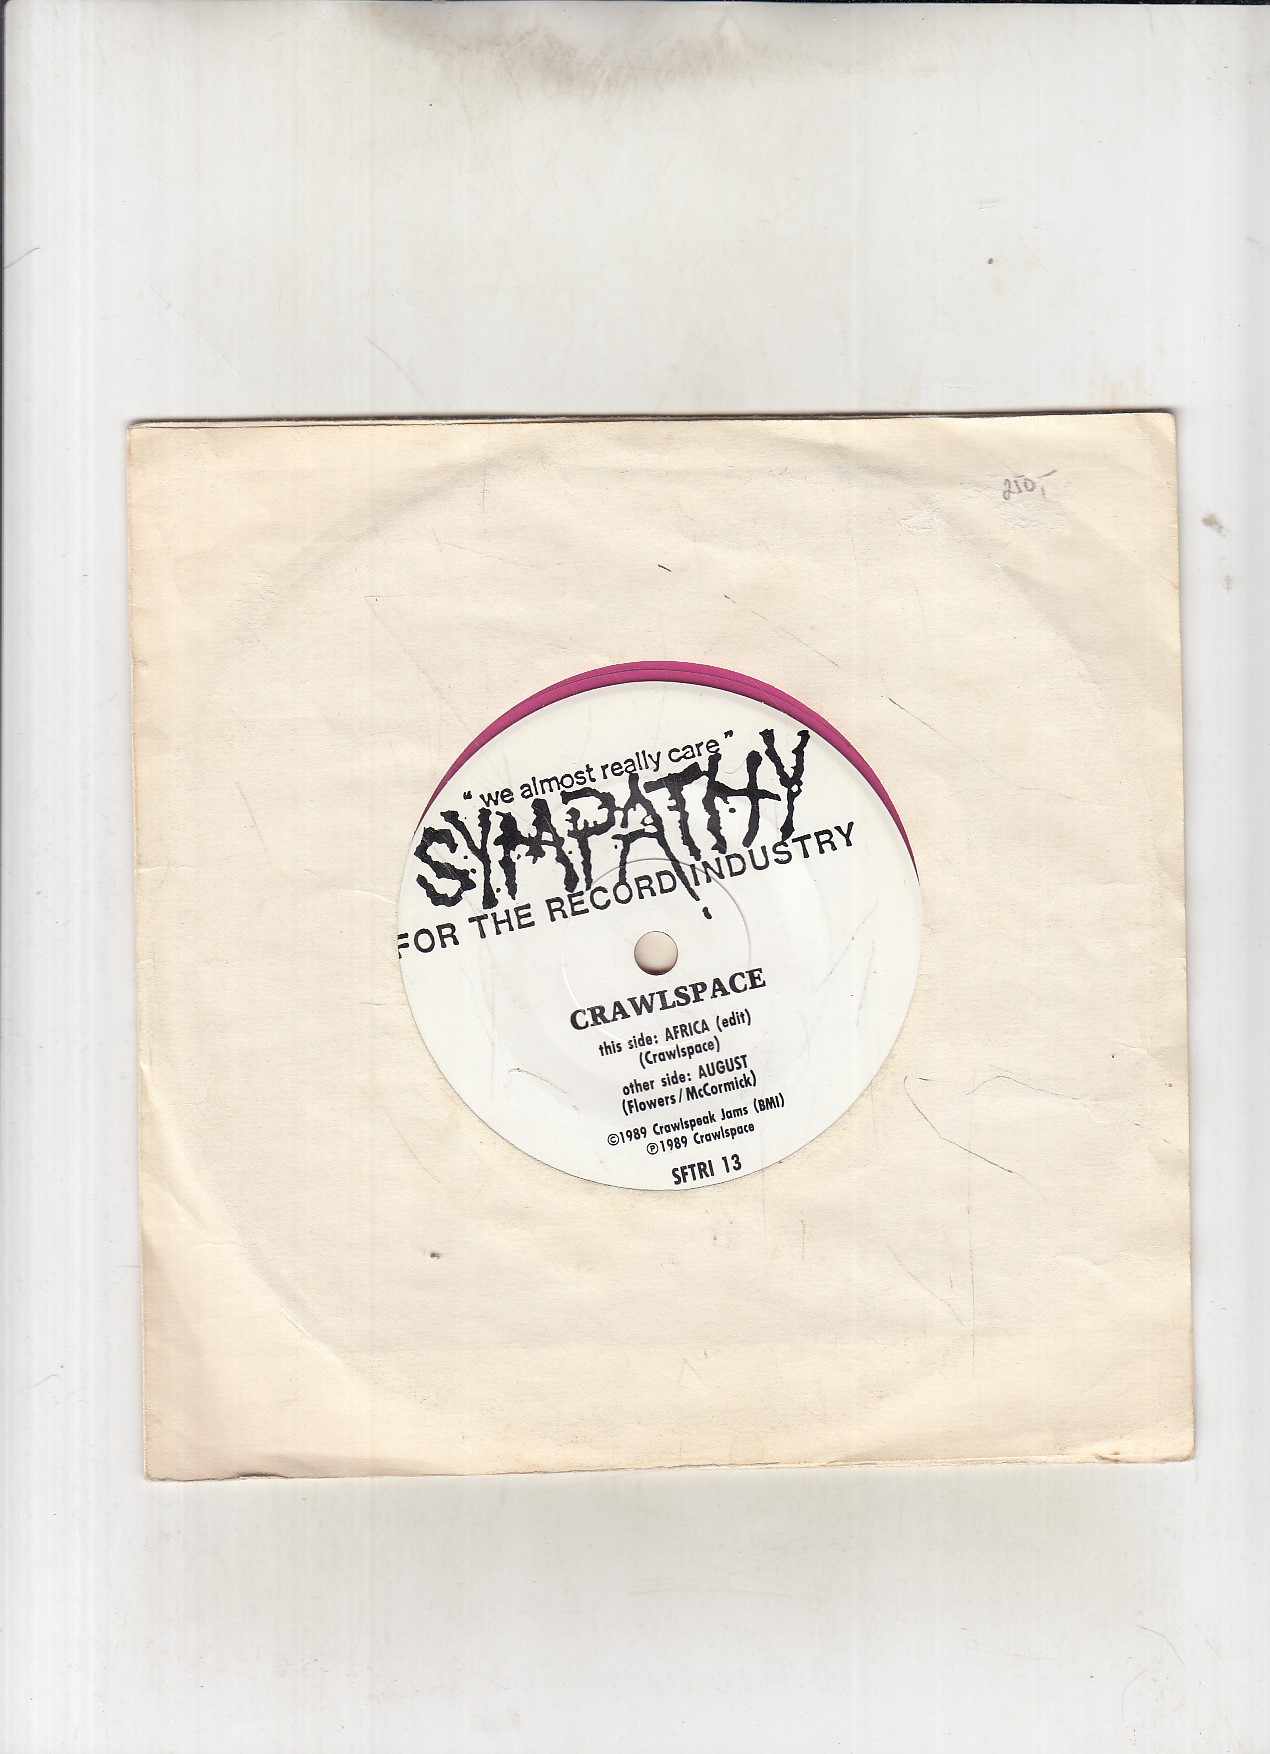 250,-
"we almost really care"
SYMPATHY
FOR THE RECORD INDUSTRY
CRAWLSPACE
this side: AFRICA (edit)
(Crawlspace)
other side: AUGUST
(Flowers/McCormick)
©1989 Crawlspeak Jams (BMI)
℗1989 Crawlspace
SFTRI 13